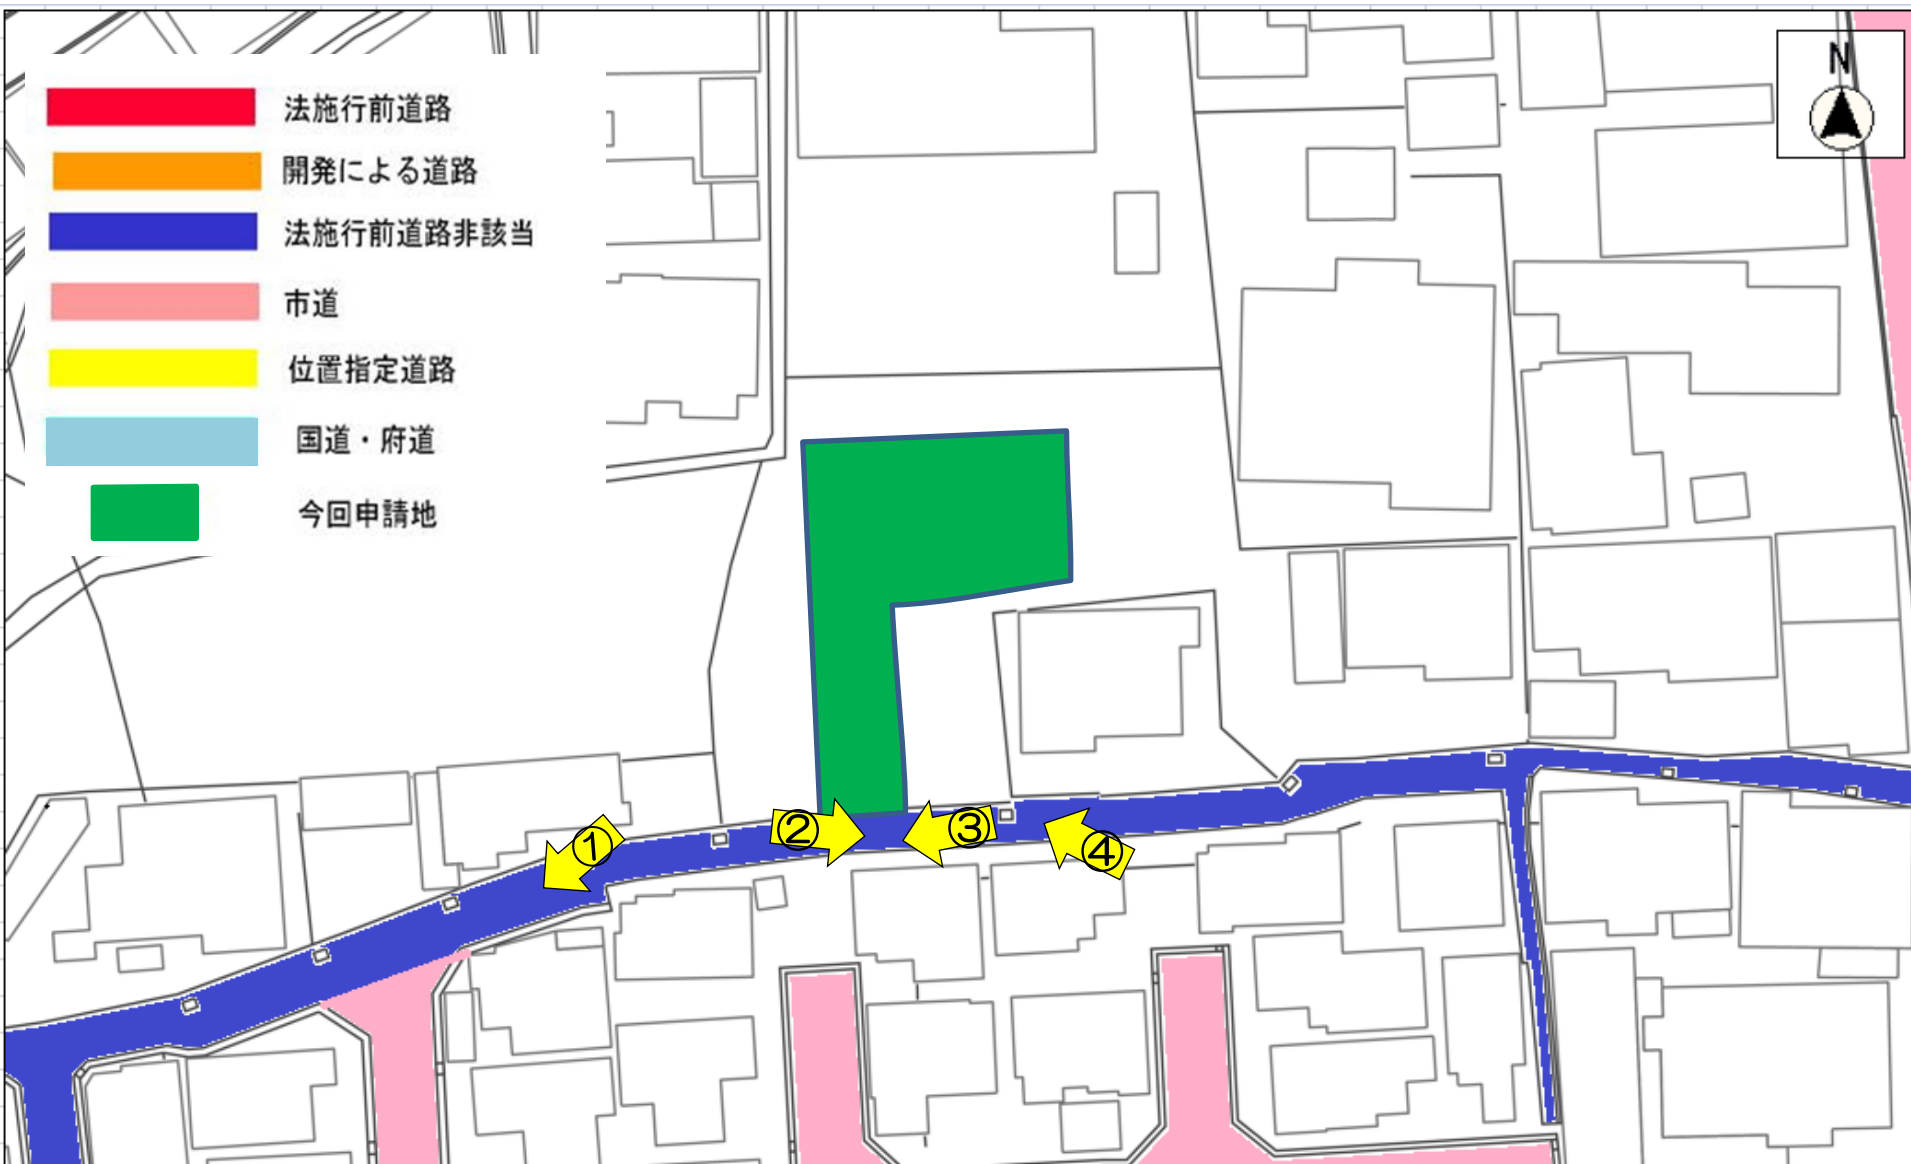 法施行前道路
開発による道路
法施行前道路非該当
市道
位置指定道路
国道・府道
今回申請地
N
①
②
③
④